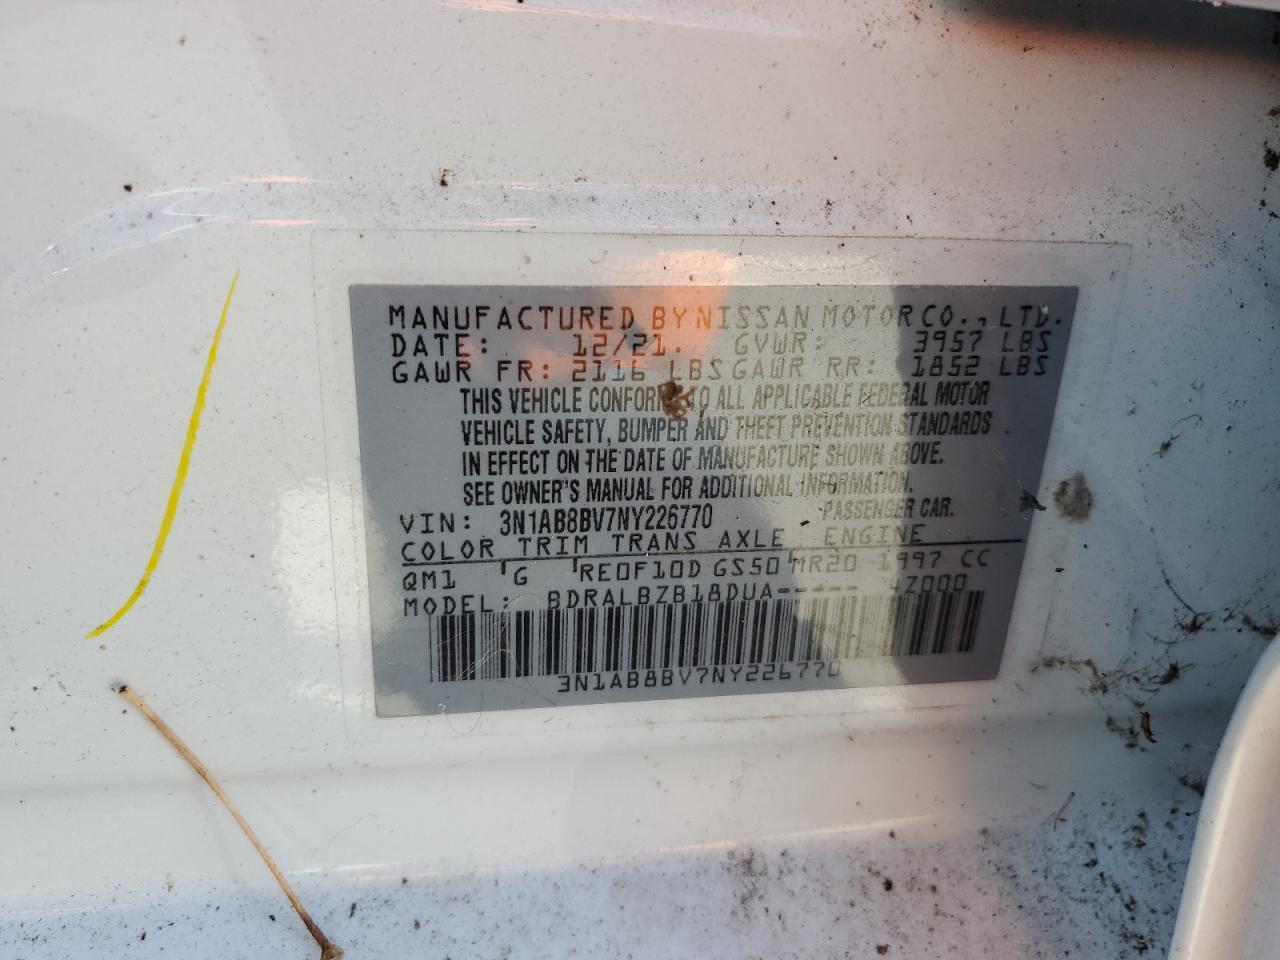 MANUFACTURED BY NISSAN MOTOR CO., LTD.
DATE: 12/21. GVWR: 3957 LBS
GAWR FR: 2116 LBS GAWR RR: 1852 LBS
THIS VEHICLE CONFORMS TO ALL APPLICABLE FEDERAL MOTOR
VEHICLE SAFETY, BUMPER AND THEFT PREVENTION STANDARDS
IN EFFECT ON THE DATE OF MANUFACTURE SHOWN ABOVE.
SEE OWNER'S MANUAL FOR ADDITIONAL INFORMATION.
VIN: 3N1AB8BV7NY226770 PASSENGER CAR.
COLOR TRIM TRANS AXLE ENGINE
QM1 G RE0F10D GS50 MR20 1997 CC
MODEL: BDRALBZB18DUA----- -Z000
3N1AB8BV7NY226770